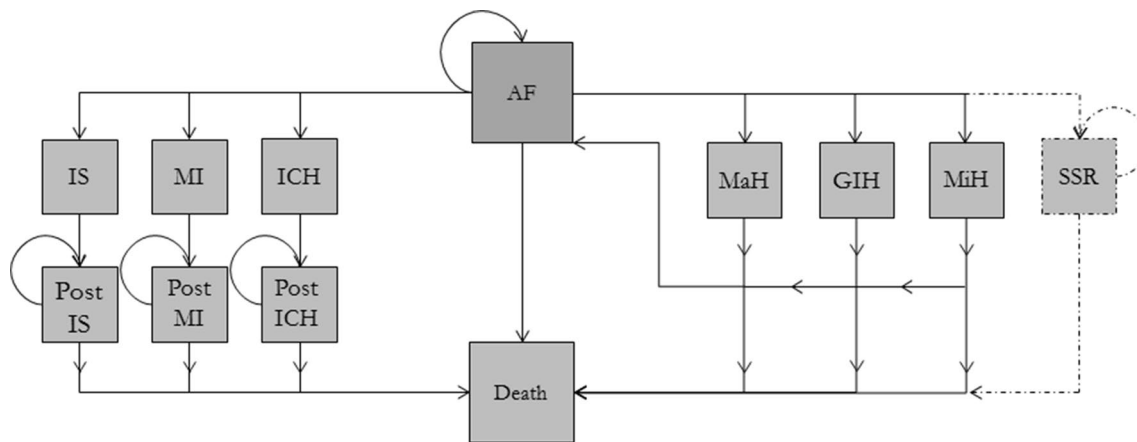 AF
IS
MI
ICH
MaH
GIH
MiH
SSR
Post
IS
Post
MI
Post
ICH
Death